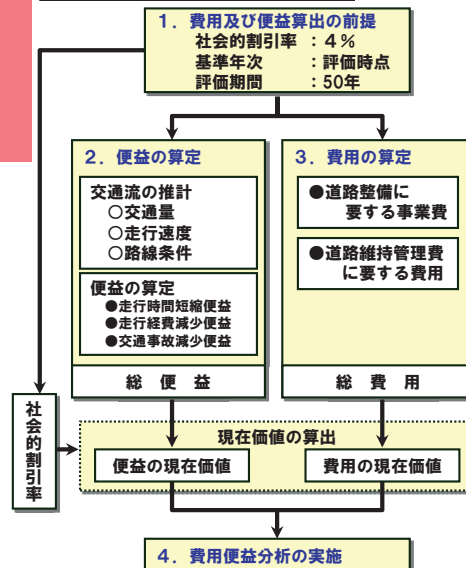 1．費用及び便益算出の前提
社会的割引率 ：４％
基準年次 ：評価時点
評価期間 ：50年
2．便益の算定
交通流の推計
○交通量
○走行速度
○路線条件
便益の算定
●走行時間短縮便益
●走行経費減少便益
●交通事故減少便益
総 便 益
3．費用の算定
●道路整備に
要する事業費
●道路維持管理費
に要する費用
総 費 用
社会的割引率
現在価値の算出
便益の現在価値
費用の現在価値
4．費用便益分析の実施